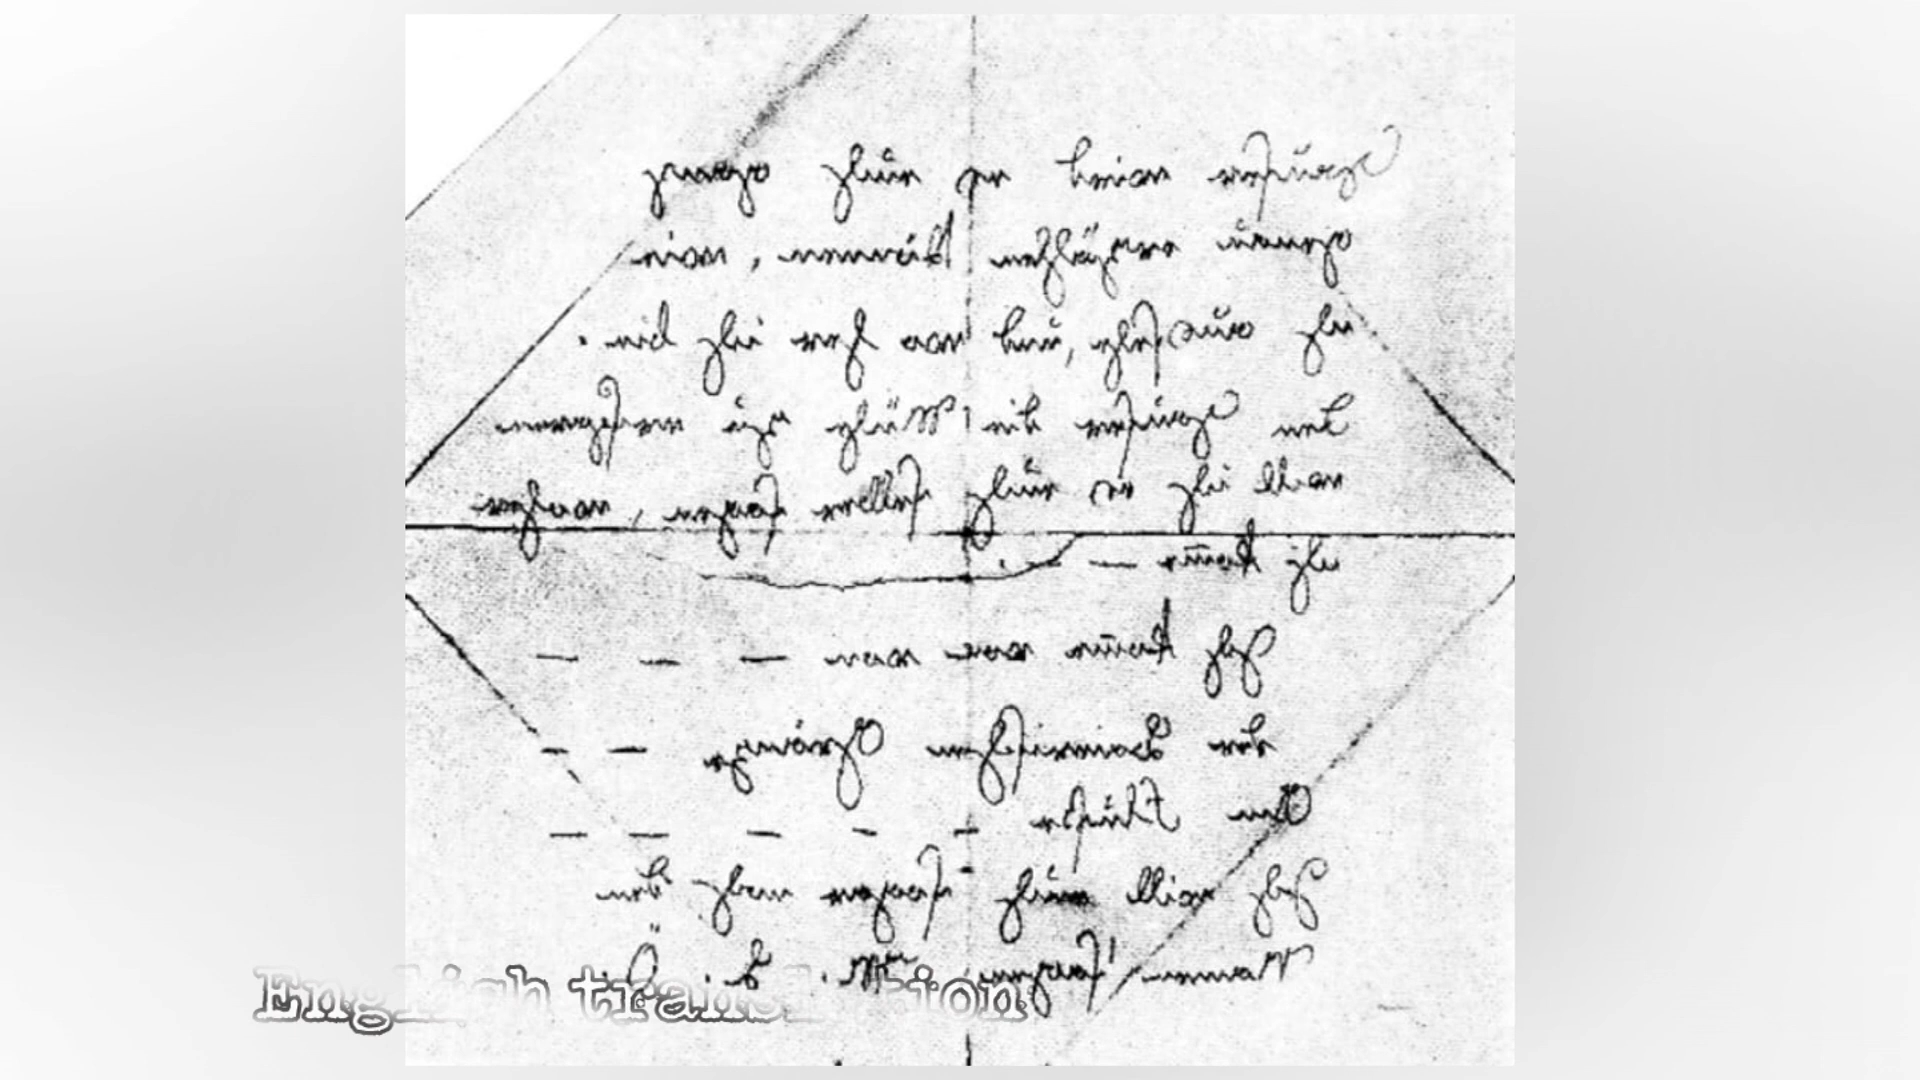 Hauser wird es euch ganz
genau erzählen können, wie
ich aussehe, und wo her ich bin.
Den Hauser die Mühe zu ersparen
will ich es euch selber sagen, woher
ich komme — — .
Ich komme von von — — —
der Baierischen Gränze — —
Am Fluße — — — — —
Ich will euch sogar noch den
Namen sagen: M. L. Ö.
English translation